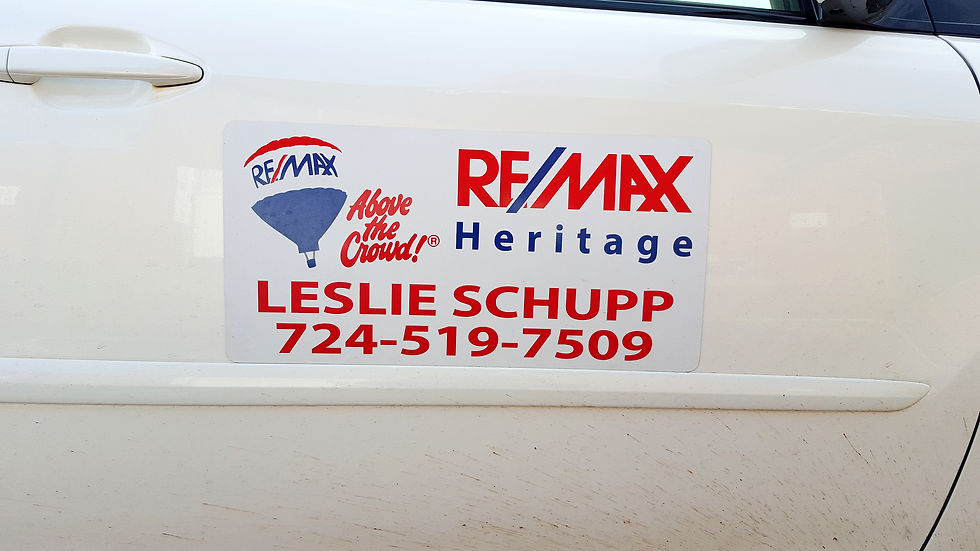 RE/MAX
Above
the
Crowd!®
RE/MAX
Heritage
LESLIE SCHUPP
724-519-7509